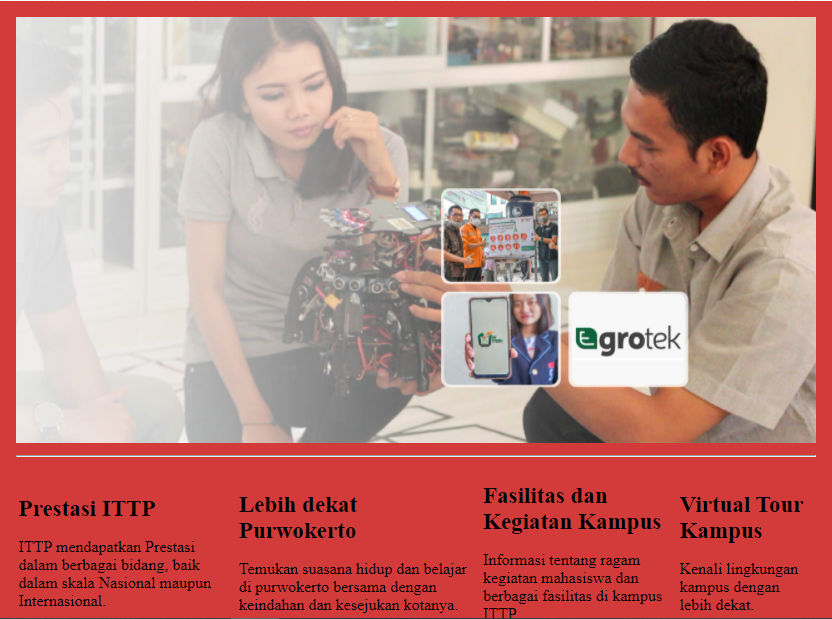 grotek
Prestasi ITTP
ITTP mendapatkan Prestasi
dalam berbagai bidang, baik
dalam skala Nasional maupun
Internasional.
Lebih dekat
Purwokerto
Temukan suasana hidup dan belajar
di purwokerto bersama dengan
keindahan dan kesejukan kotanya.
Fasilitas dan
Kegiatan Kampus
Informasi tentang ragam
kegiatan mahasiswa dan
berbagai fasilitas di kampus
ITTP
Virtual Tour
Kampus
Kenali lingkungan
kampus dengan
lebih dekat.